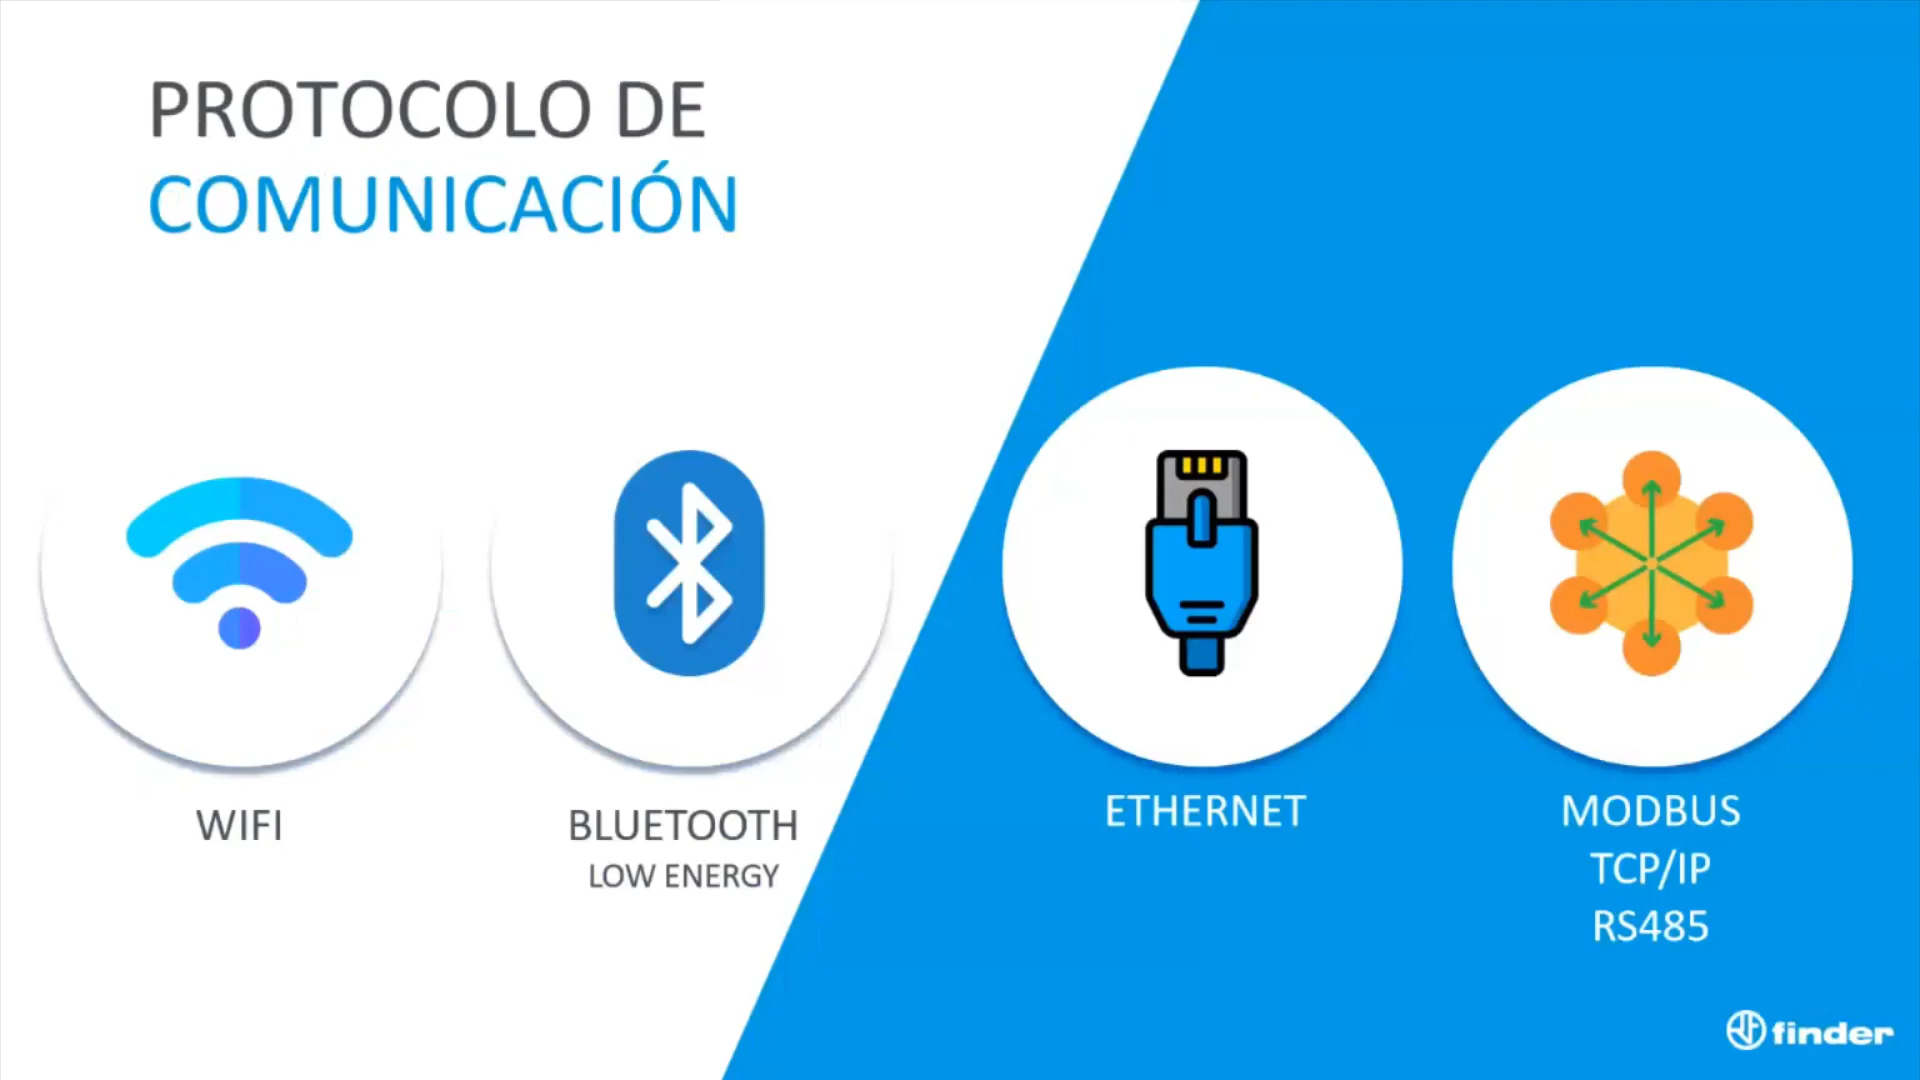 PROTOCOLO DE
COMUNICACIÓN
WIFI
BLUETOOTH
LOW ENERGY
ETHERNET
MODBUS
TCP/IP
RS485
finder